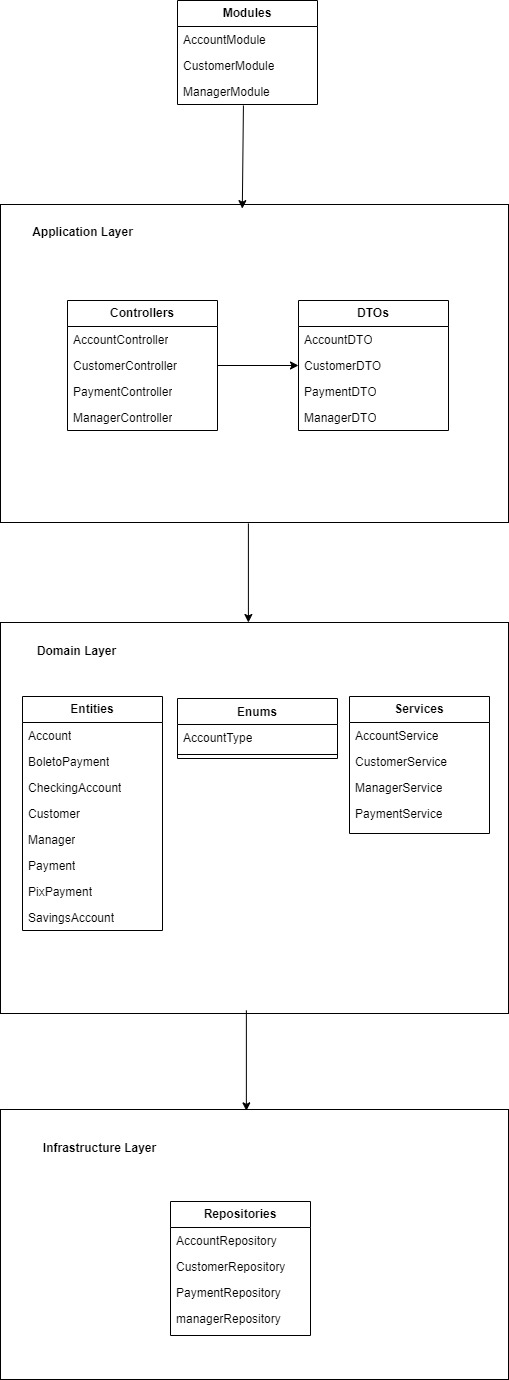 Modules
AccountModule
CustomerModule
ManagerModule
Application Layer
Controllers
AccountController
CustomerController
PaymentController
ManagerController
DTOs
AccountDTO
CustomerDTO
PaymentDTO
ManagerDTO
Domain Layer
Entities
Account
BoletoPayment
CheckingAccount
Customer
Manager
Payment
PixPayment
SavingsAccount
Enums
AccountType
Services
AccountService
CustomerService
ManagerService
PaymentService
Infrastructure Layer
Repositories
AccountRepository
CustomerRepository
PaymentRepository
managerRepository